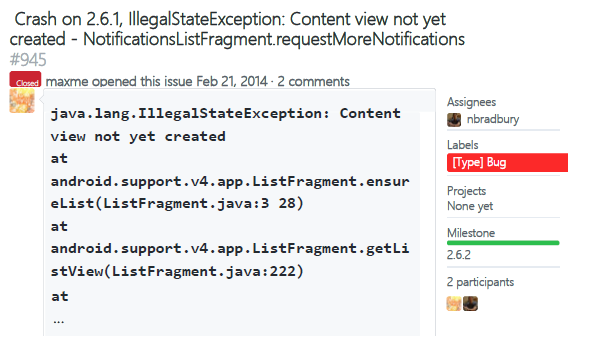 Crash on 2.6.1, IllegalStateException: Content view not yet
created - NotificationsListFragment.requestMoreNotifications
#945
Closed maxme opened this issue Feb 21, 2014 · 2 comments
java.lang.IllegalStateException: Content
view not yet created
at
android.support.v4.app.ListFragment.ensur
eList(ListFragment.java:3 28)
at
android.support.v4.app.ListFragment.getLi
stView(ListFragment.java:222)
at
...
Assignees
nbradbury
Labels
[Type] Bug
Projects
None yet
Milestone
2.6.2
2 participants